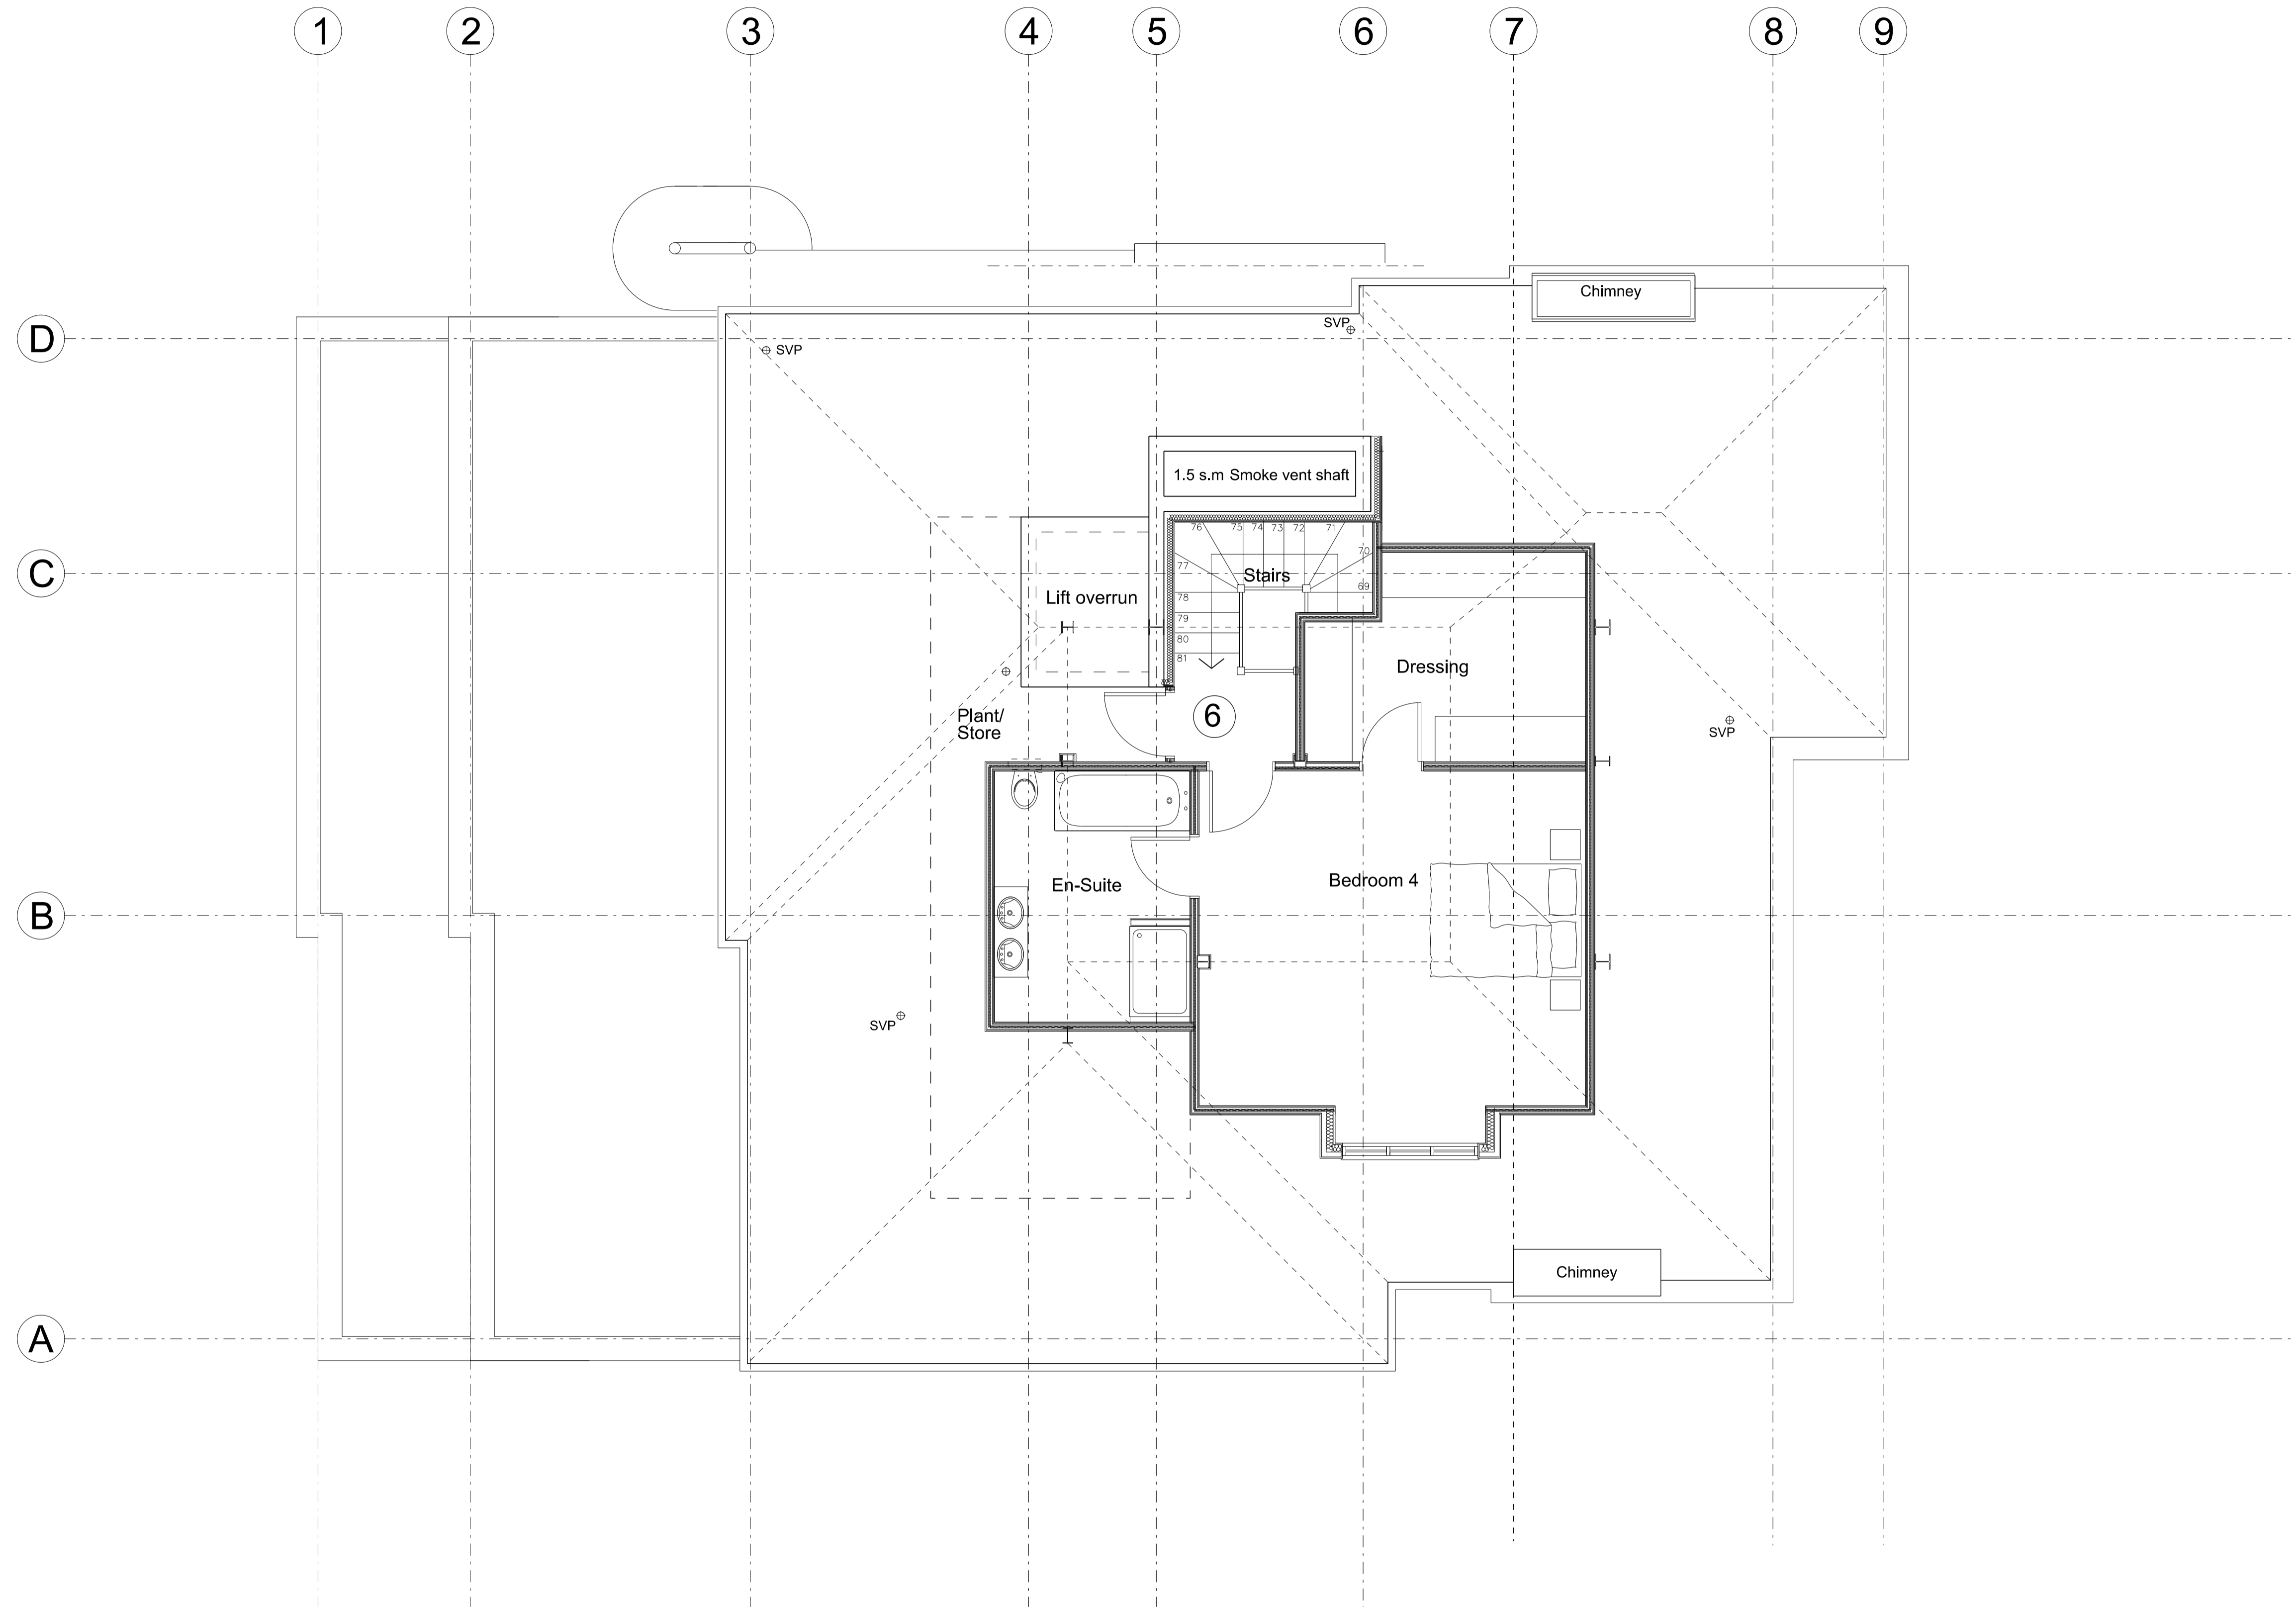 1 2 3 4 5 6 7 8 9
Chimney
SVP
D
SVP
1.5 s.m Smoke vent shaft
76 75 74 73 72 71
70
77
C
Stairs
69
78
Lift overrun
79
80
81
Dressing
Plant/
Store
6
SVP
Bedroom 4
En-Suite
B
SVP
Chimney
A